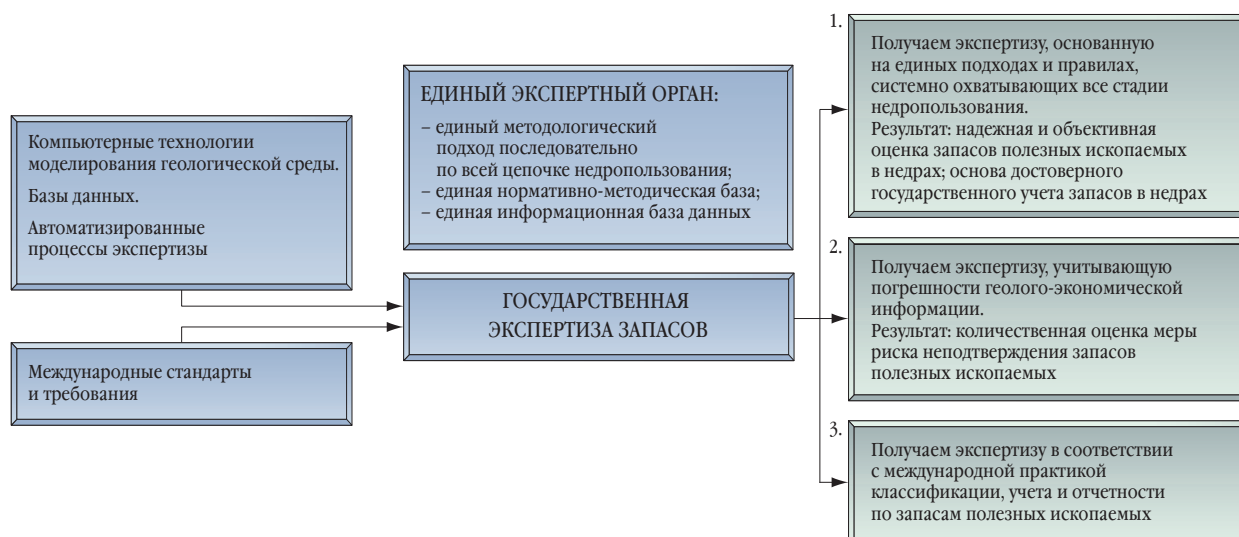 Компьютерные технологии
моделирования геологической среды.
Базы данных.
Автоматизированные
процессы экспертизы
Международные стандарты
и требования
ЕДИНЫЙ ЭКСПЕРТНЫЙ ОРГАН:
– единый методологический
подход последовательно
по всей цепочке недропользования;
– единая нормативно-методическая база;
– единая информационная база данных
ГОСУДАРСТВЕННАЯ
ЭКСПЕРТИЗА ЗАПАСОВ
1.
Получаем экспертизу, основанную
на единых подходах и правилах,
системно охватывающих все стадии
недропользования.
Результат: надежная и объективная
оценка запасов полезных ископаемых
в недрах; основа достоверного
государственного учета запасов в недрах
2.
Получаем экспертизу, учитывающую
погрешности геолого-экономической
информации.
Результат: количественная оценка меры
риска неподтверждения запасов
полезных ископаемых
3.
Получаем экспертизу в соответствии
с международной практикой
классификации, учета и отчетности
по запасам полезных ископаемых